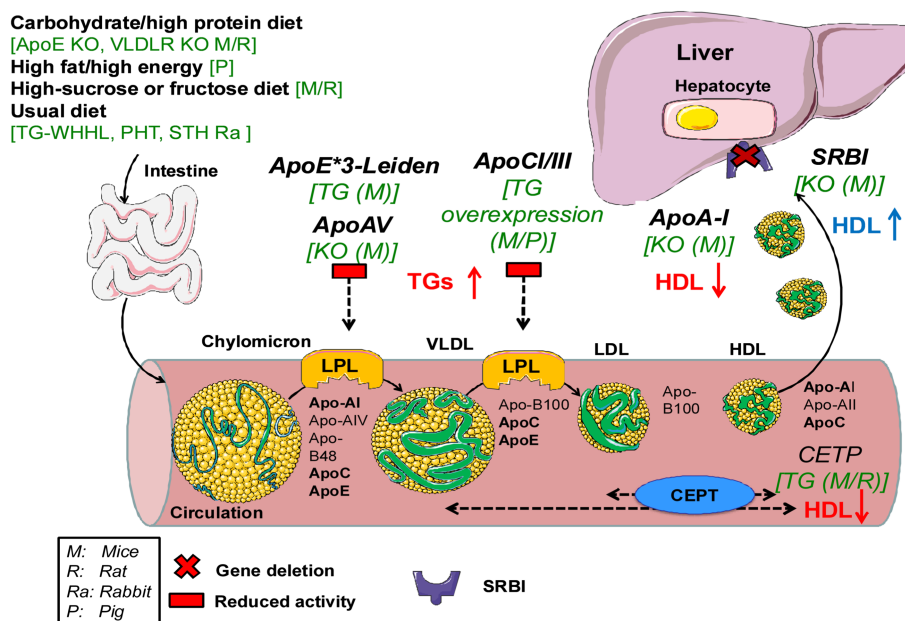 Carbohydrate/high protein diet
[ApoE KO, VLDLR KO M/R]
High fat/high energy [P]
High-sucrose or fructose diet [M/R]
Usual diet
[TG-WHHL, PHT, STH Ra ]
Intestine
ApoE*3-Leiden
[TG (M)]
ApoAV
[KO (M)]
ApoCI/III
[TG
overexpression
(M/P)]
TGs
Liver
Hepatocyte
SRBI
[KO (M)]
HDL
ApoA-I
[KO (M)]
HDL
Chylomicron
LPL
VLDL
LPL
LDL
HDL
Apo-AI
Apo-AIV
Apo-
B48
ApoC
ApoE
Apo-B100
ApoC
ApoE
Apo-
B100
Apo-AI
Apo-AII
ApoC
CETP
[TG (M/R)]
HDL
CEPT
Circulation
M: Mice
R: Rat
Ra: Rabbit
P: Pig
Gene deletion
Reduced activity
SRBI